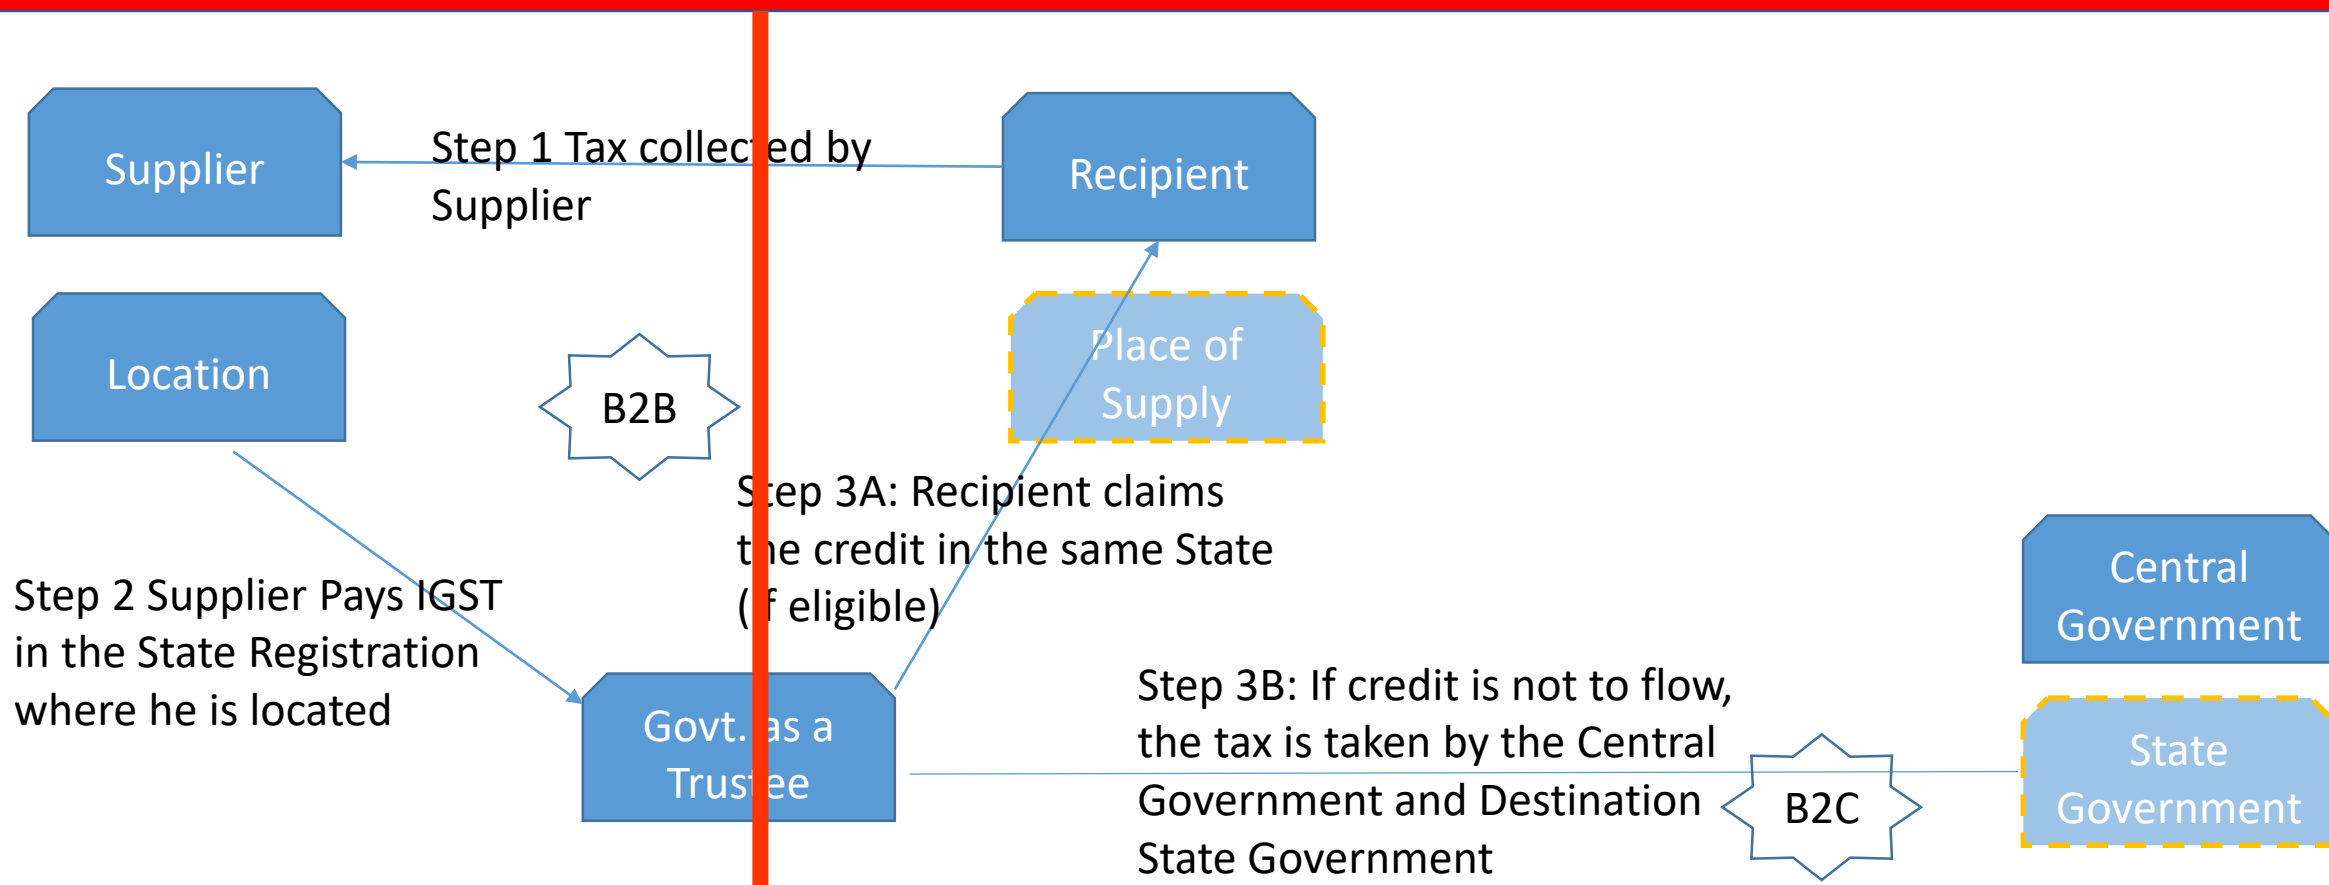 Supplier
Step 1 Tax collected by
Supplier
Recipient
Location
B2B
Place of
Supply
Step 3A: Recipient claims
the credit in the same State
(if eligible)
Step 2 Supplier Pays IGST
in the State Registration
where he is located
Govt. as a
Trustee
Step 3B: If credit is not to flow,
the tax is taken by the Central
Government and Destination
State Government
B2C
Central
Government
State
Government